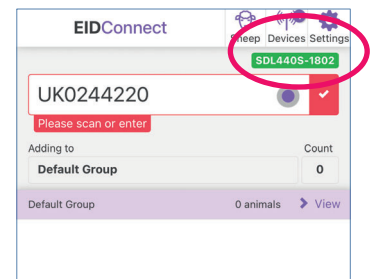 EIDConnect
Sheep Devices Settings
SDL440S-1802
UK0244220
Please scan or enter
Adding to Count
Default Group 0
Default Group 0 animals View